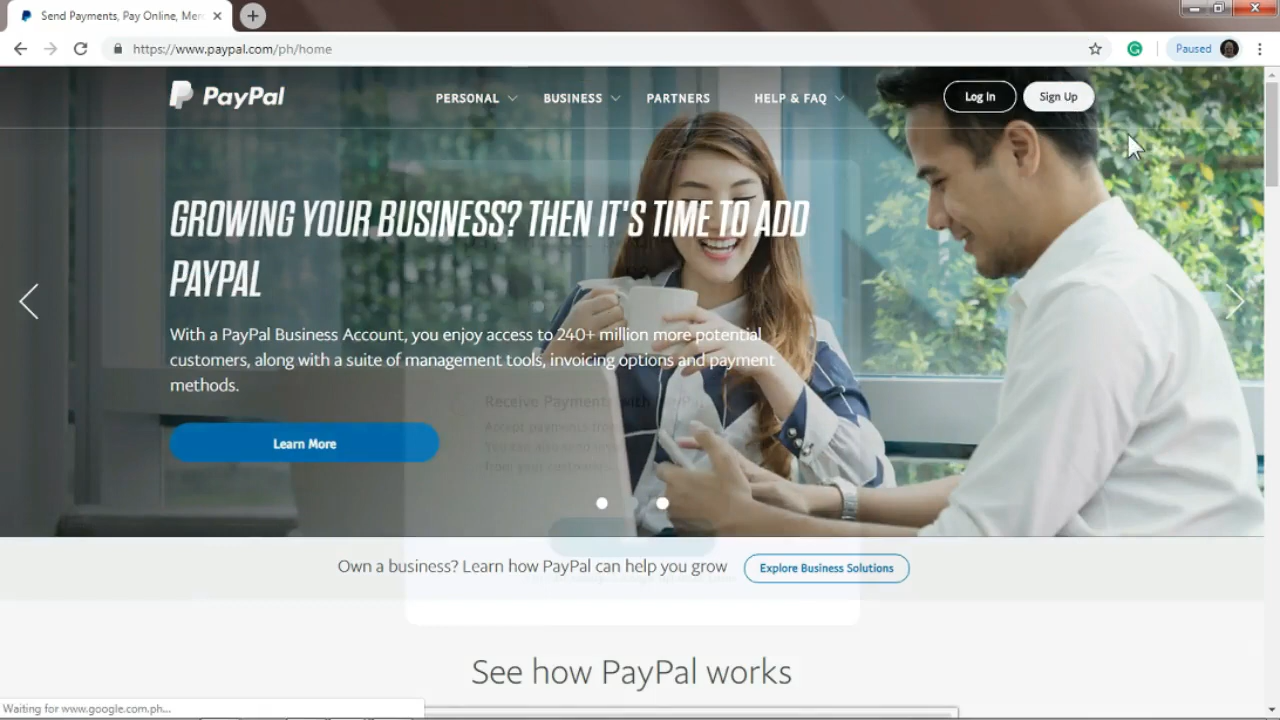 Send Payments, Pay Online, Mer
https://www.paypal.com/ph/home
Paused
PayPal
PERSONAL
BUSINESS
PARTNERS
HELP & FAQ
Log In
Sign Up
GROWING YOUR BUSINESS? THEN IT'S TIME TO ADD
PAYPAL
With a PayPal Business Account, you enjoy access to 240+ million more potential
customers, along with a suite of management tools, invoicing options and payment
methods.
Receive Payments with
Learn More
Own a business? Learn how PayPal can help you grow
Explore Business Solutions
See how PayPal works
Waiting for www.google.com.ph...